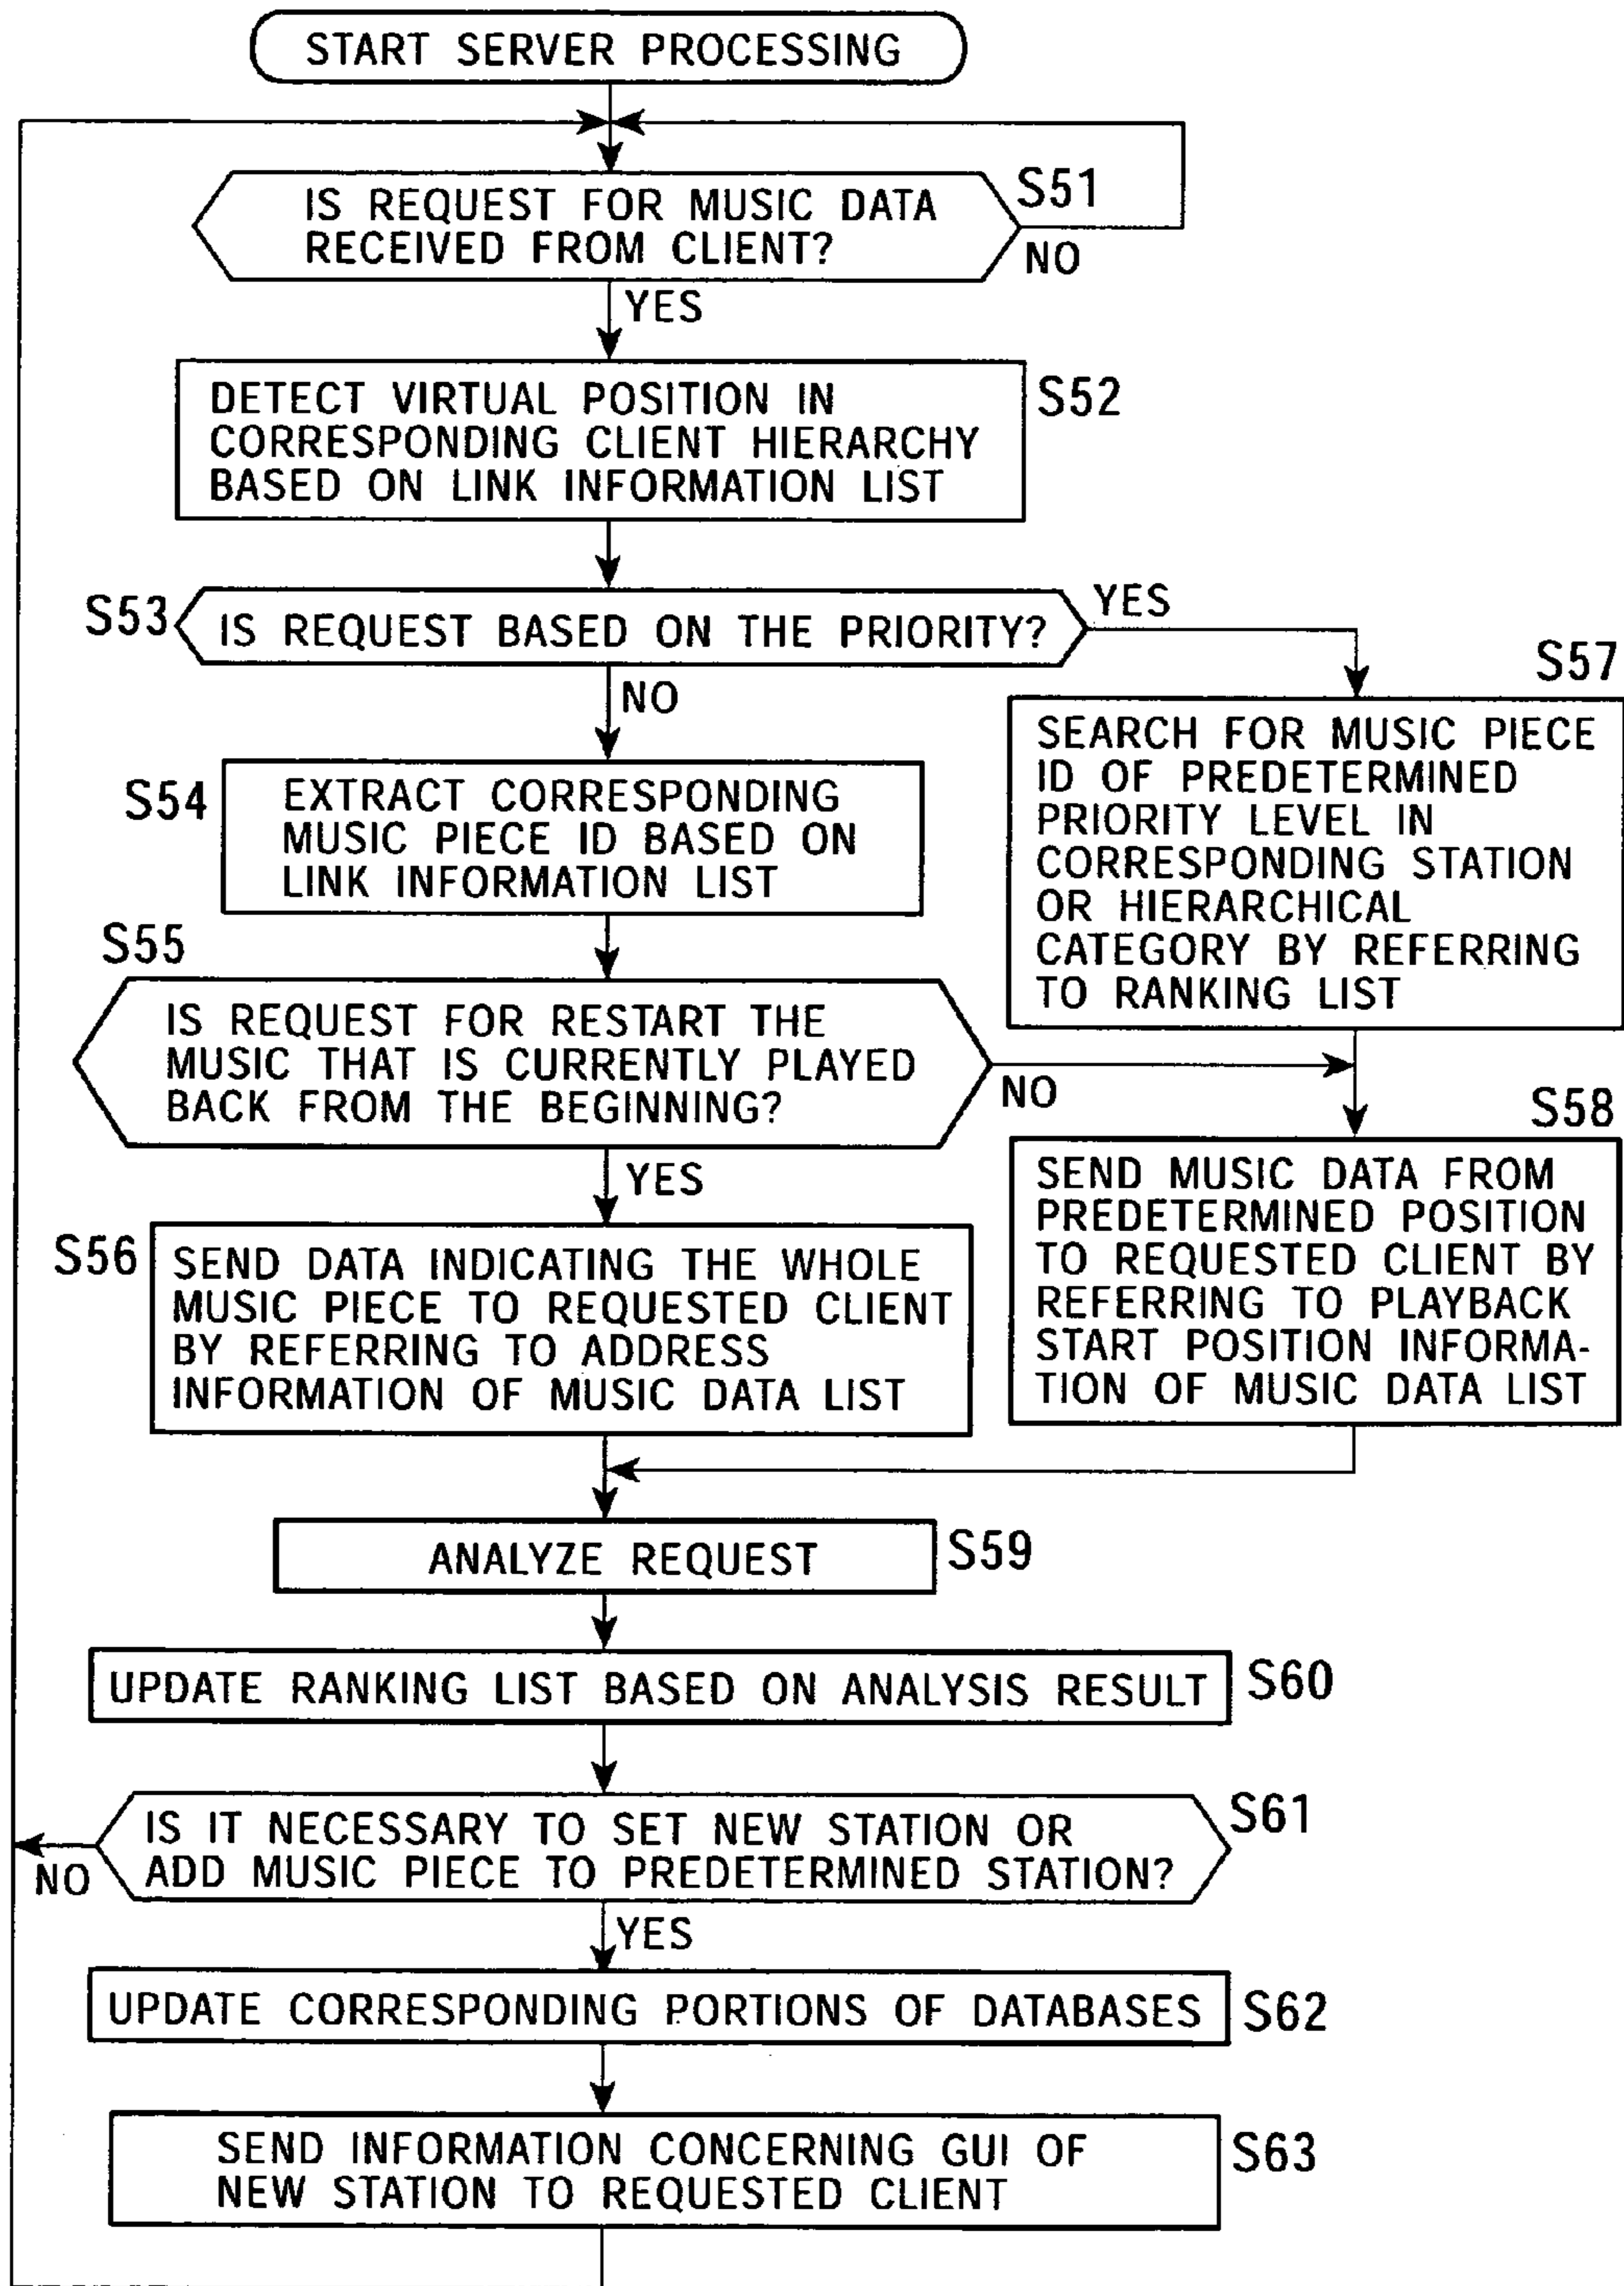 START SERVER PROCESSING
IS REQUEST FOR MUSIC DATA
RECEIVED FROM CLIENT?
S51
NO
YES
DETECT VIRTUAL POSITION IN
CORRESPONDING CLIENT HIERARCHY
BASED ON LINK INFORMATION LIST
S52
S53
IS REQUEST BASED ON THE PRIORITY?
YES
NO
S57
SEARCH FOR MUSIC PIECE
ID OF PREDETERMINED
PRIORITY LEVEL IN
CORRESPONDING STATION
OR HIERARCHICAL
CATEGORY BY REFERRING
TO RANKING LIST
S54
EXTRACT CORRESPONDING
MUSIC PIECE ID BASED ON
LINK INFORMATION LIST
S55
IS REQUEST FOR RESTART THE
MUSIC THAT IS CURRENTLY PLAYED
BACK FROM THE BEGINNING?
NO
YES
S58
SEND MUSIC DATA FROM
PREDETERMINED POSITION
TO REQUESTED CLIENT BY
REFERRING TO PLAYBACK
START POSITION INFORMA-
TION OF MUSIC DATA LIST
S56
SEND DATA INDICATING THE WHOLE
MUSIC PIECE TO REQUESTED CLIENT
BY REFERRING TO ADDRESS
INFORMATION OF MUSIC DATA LIST
ANALYZE REQUEST
S59
UPDATE RANKING LIST BASED ON ANALYSIS RESULT
S60
IS IT NECESSARY TO SET NEW STATION OR
ADD MUSIC PIECE TO PREDETERMINED STATION?
S61
NO
YES
UPDATE CORRESPONDING PORTIONS OF DATABASES
S62
SEND INFORMATION CONCERNING GUI OF
NEW STATION TO REQUESTED CLIENT
S63